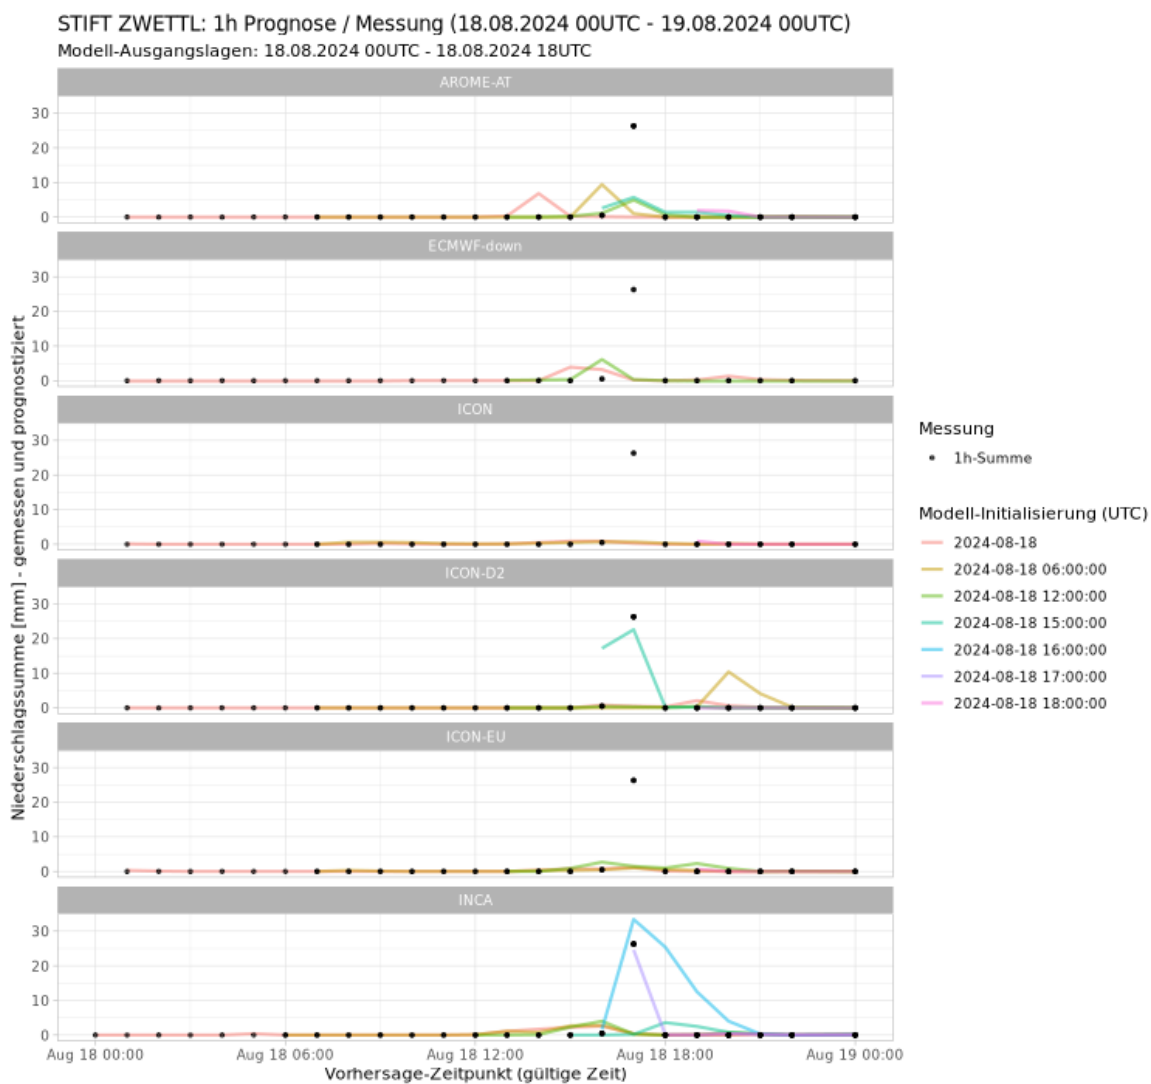 STIFT ZWETTL: 1h Prognose / Messung (18.08.2024 00UTC - 19.08.2024 00UTC)
Modell-Ausgangslagen: 18.08.2024 00UTC - 18.08.2024 18UTC
Niederschlagssumme [mm] - gemessen und prognostiziert
AROME-AT
30
20
10
0
ECMWF-down
30
20
10
0
ICON
30
20
10
0
ICON-D2
30
20
10
0
ICON-EU
30
20
10
0
INCA
30
20
10
0
Aug 18 00:00
Aug 18 06:00
Aug 18 12:00
Aug 18 18:00
Aug 19 00:00
Vorhersage-Zeitpunkt (gültige Zeit)
Messung
1h-Summe
Modell-Initialisierung (UTC)
2024-08-18
2024-08-18 06:00:00
2024-08-18 12:00:00
2024-08-18 15:00:00
2024-08-18 16:00:00
2024-08-18 17:00:00
2024-08-18 18:00:00